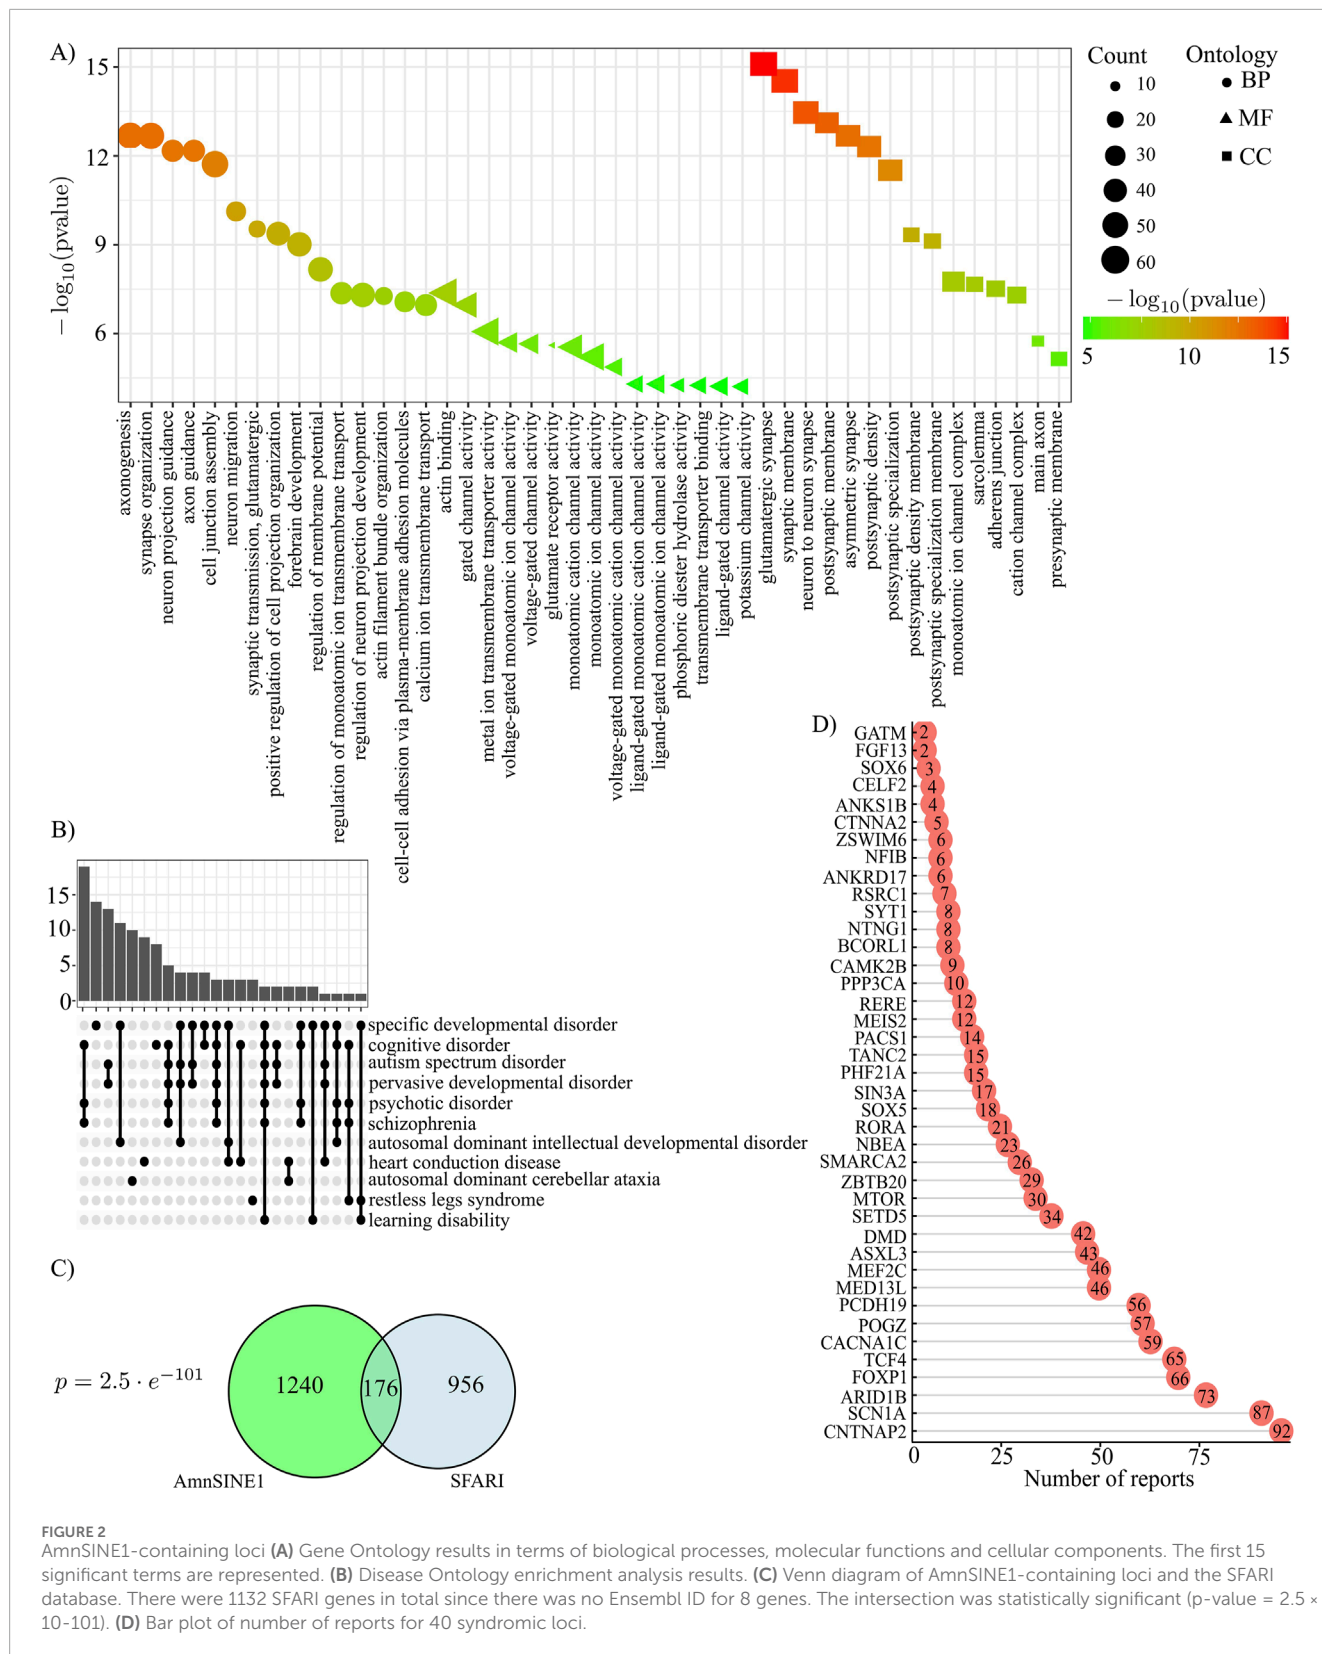 A)
15
12
9
6
− log10(pvalue)
Count
10
20
30
40
50
60
Ontology
BP
MF
CC
− log10(pvalue)
5 10 15
axonogenesis
synapse organization
neuron projection guidance
axon guidance
cell junction assembly
neuron migration
synaptic transmission, glutamatergic
positive regulation of cell projection organization
forebrain development
regulation of membrane potential
regulation of monoatomic ion transmembrane transport
regulation of neuron projection development
actin filament bundle organization
cell-cell adhesion via plasma-membrane adhesion molecules
calcium ion transmembrane transport
actin binding
gated channel activity
metal ion transmembrane transporter activity
voltage-gated monoatomic ion channel activity
voltage-gated channel activity
glutamate receptor activity
monoatomic cation channel activity
monoatomic ion channel activity
voltage-gated monoatomic cation channel activity
ligand-gated monoatomic cation channel activity
ligand-gated monoatomic ion channel activity
phosphoric diester hydrolase activity
transmembrane transporter binding
ligand-gated channel activity
potassium channel activity
glutamatergic synapse
synaptic membrane
neuron to neuron synapse
postsynaptic membrane
asymmetric synapse
postsynaptic density
postsynaptic specialization
postsynaptic density membrane
postsynaptic specialization membrane
monoatomic ion channel complex
sarcolemma
adherens junction
cation channel complex
main axon
presynaptic membrane
B)
15
10
5
0
specific developmental disorder
cognitive disorder
autism spectrum disorder
pervasive developmental disorder
psychotic disorder
schizophrenia
autosomal dominant intellectual developmental disorder
heart conduction disease
autosomal dominant cerebellar ataxia
restless legs syndrome
learning disability
C)
p = 2.5 · e−101
1240 176 956
AmnSINE1 SFARI
D)
GATM 2
FGF13 2
SOX6 3
CELF2 4
ANKS1B 4
CTNNA2 5
ZSWIM6 6
NFIB 6
ANKRD17 6
RSRC1 7
SYT1 8
NTNG1 8
BCORL1 8
CAMK2B 9
PPP3CA 10
RERE 12
MEIS2 12
PACS1 14
TANC2 15
PHF21A 15
SIN3A 17
SOX5 18
RORA 21
NBEA 23
SMARCA2 26
ZBTB20 29
MTOR 30
SETD5 34
DMD 42
ASXL3 43
MEF2C 46
MED13L 46
PCDH19 56
POGZ 57
CACNA1C 59
TCF4 65
FOXP1 66
ARID1B 73
SCN1A 87
CNTNAP2 92
0 25 50 75
Number of reports
FIGURE 2
AmnSINE1-containing loci (A) Gene Ontology results in terms of biological processes, molecular functions and cellular components. The first 15
significant terms are represented. (B) Disease Ontology enrichment analysis results. (C) Venn diagram of AmnSINE1-containing loci and the SFARI
database. There were 1132 SFARI genes in total since there was no Ensembl ID for 8 genes. The intersection was statistically significant (p-value = 2.5 ×
10-101). (D) Bar plot of number of reports for 40 syndromic loci.